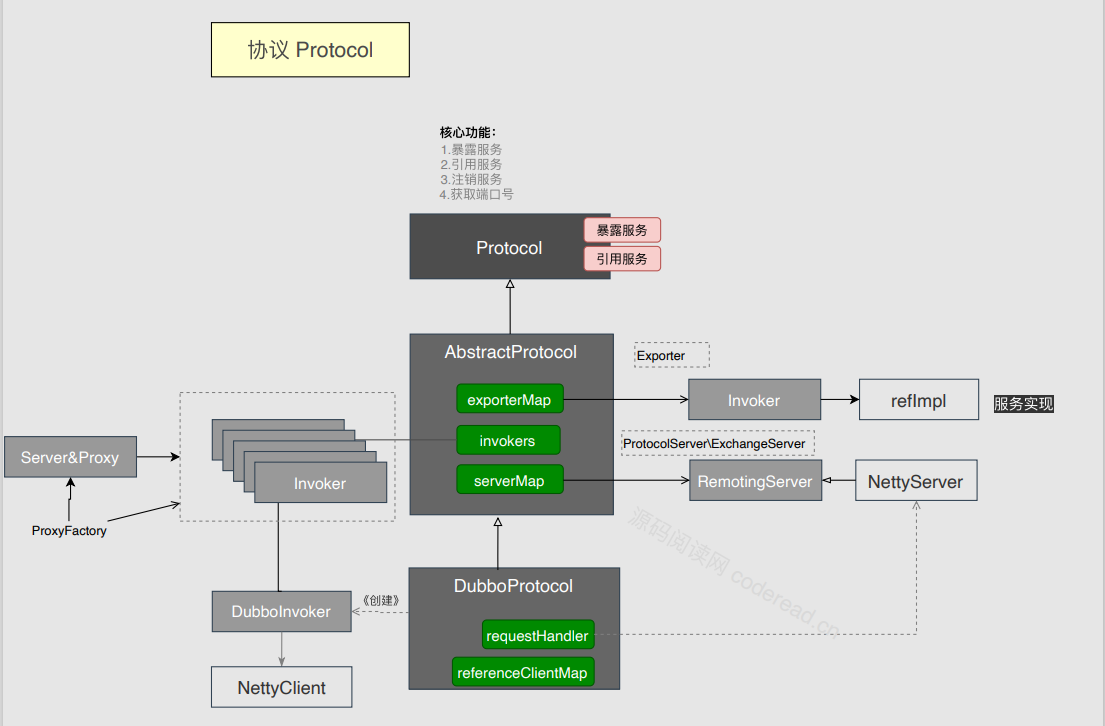 协议 Protocol
核心功能：
1.暴露服务
2.引用服务
3.注销服务
4.获取端口号
Protocol
暴露服务
引用服务
AbstractProtocol
exporterMap
invokers
serverMap
Exporter
Invoker
refImpl
服务实现
ProtocolServer\ExchangeServer
RemotingServer
NettyServer
Server&Proxy
Invoker
ProxyFactory
源码阅读网 coderead.cn
DubboProtocol
requestHandler
referenceClientMap
《创建》
DubboInvoker
NettyClient